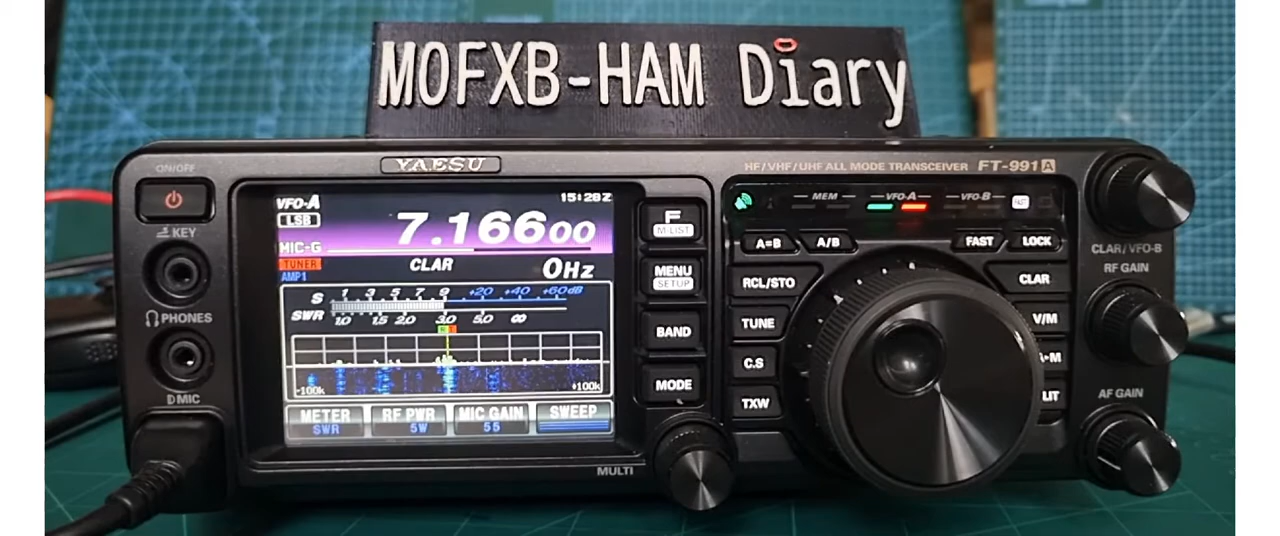 M0FXB-HAM Diary
ON/OFF
YAESU
HF/VHF/UHF ALL MODE TRANSCEIVER FT-991A
VFO-A
15:28Z
LSB
7.16600
MIC-G
TUNER
CLAR
0Hz
AMP1
S 1 3 5 7 9 +20 +40 +60dB
SWR 1.0 1.5 2.0 3.0 5.0 ∞
R T
-100k
+100k
METER
SWR
RF PWR
5W
MIC GAIN
55
SWEEP
KEY
PHONES
MIC
F
M-LIST
MENU
SETUP
BAND
MODE
MULTI
MEM
VFO-A
VFO-B
FAST
A=B
A/B
FAST
LOCK
RCL/STO
CLAR
TUNE
V/M
C.S
TXW
CLAR/VFO-B
RF GAIN
AF GAIN